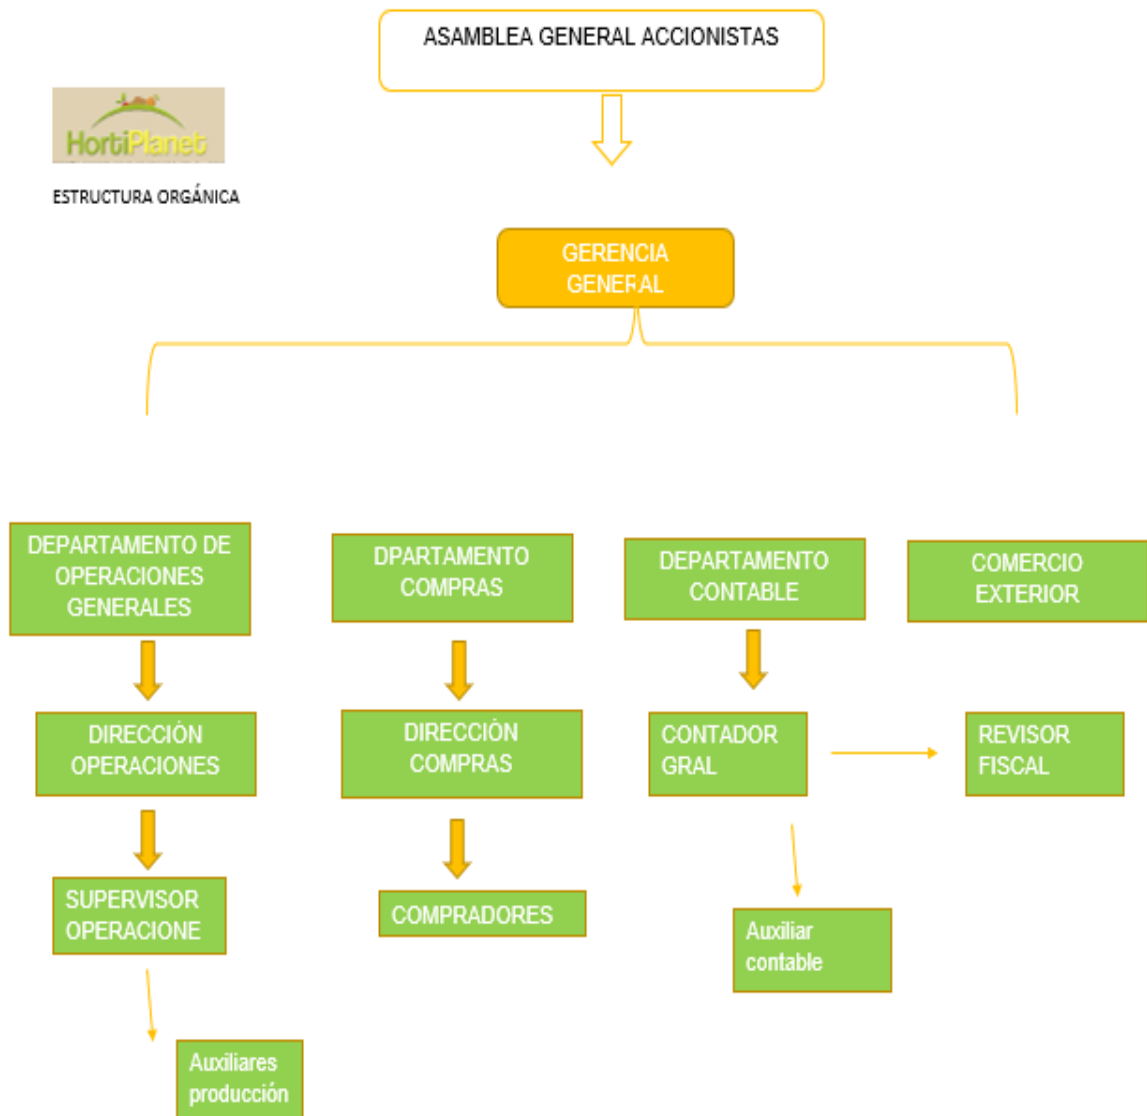 ASAMBLEA GENERAL ACCIONISTAS
HortiPlanet
ESTRUCTURA ORGÁNICA
GERENCIA
GENERAL
DEPARTAMENTO DE
OPERACIONES
GENERALES
DPARTAMENTO
COMPRAS
DEPARTAMENTO
CONTABLE
COMERCIO
EXTERIOR
DIRECCIÓN
OPERACIONES
DIRECCIÓN
COMPRAS
CONTADOR
GRAL
REVISOR
FISCAL
SUPERVISOR
OPERACIONE
COMPRADORES
Auxiliar
contable
Auxiliares
producción